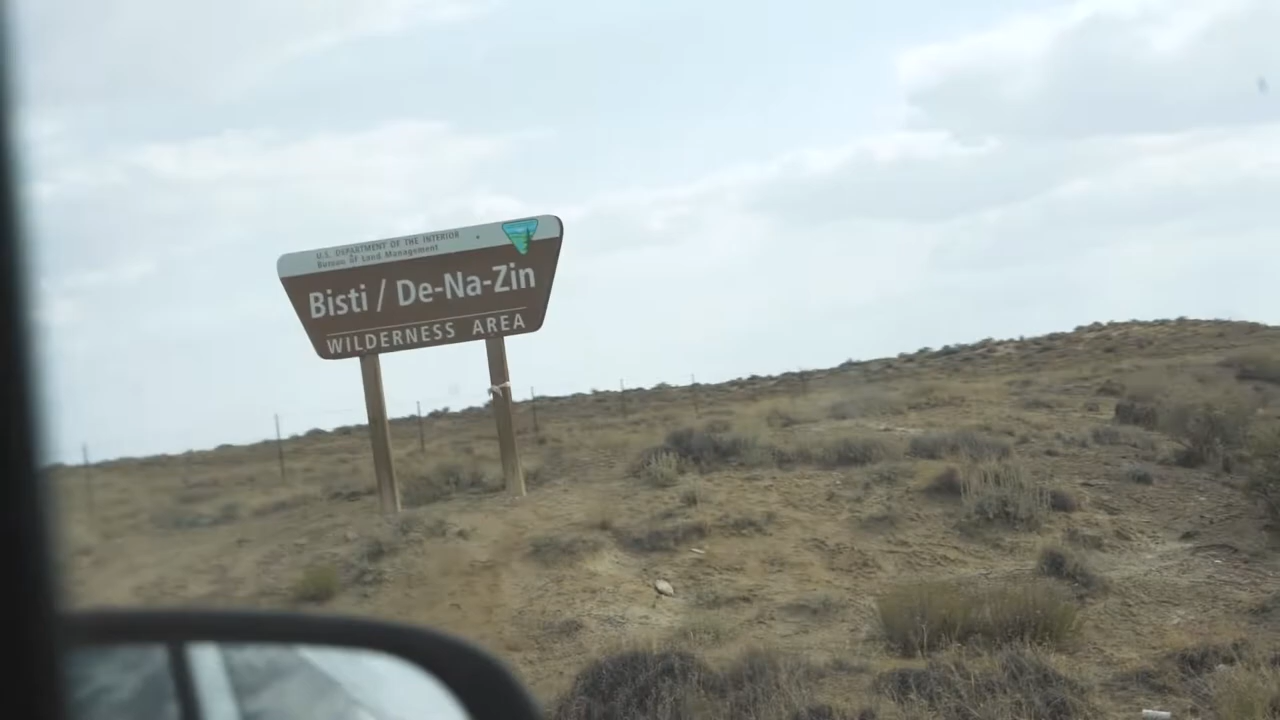 U.S. DEPARTMENT OF THE INTERIOR
Bureau of Land Management
Bisti / De-Na-Zin
WILDERNESS AREA